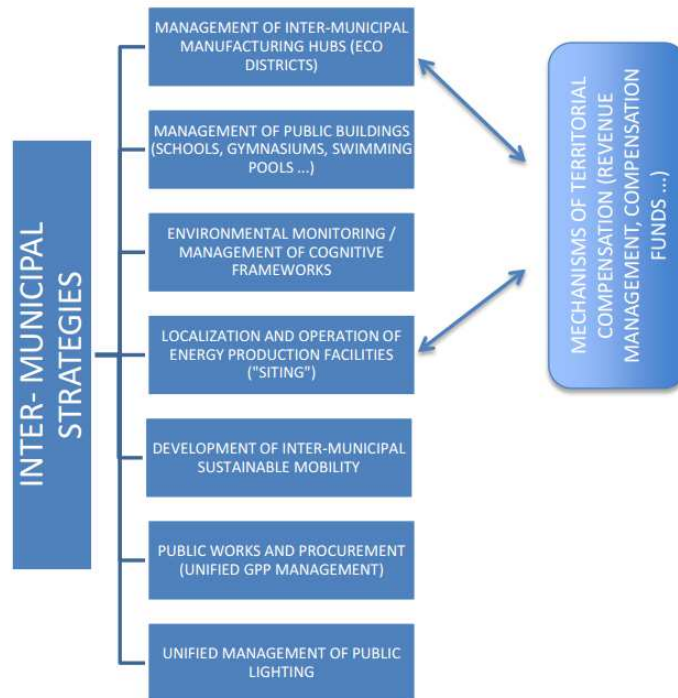 INTER- MUNICIPAL
STRATEGIES
MANAGEMENT OF INTER-MUNICIPAL
MANUFACTURING HUBS (ECO
DISTRICTS)
MANAGEMENT OF PUBLIC BUILDINGS
(SCHOOLS, GYMNASIUMS, SWIMMING
POOLS ...)
ENVIRONMENTAL MONITORING /
MANAGEMENT OF COGNITIVE
FRAMEWORKS
LOCALIZATION AND OPERATION OF
ENERGY PRODUCTION FACILITIES
("SITING")
DEVELOPMENT OF INTER-MUNICIPAL
SUSTAINABLE MOBILITY
PUBLIC WORKS AND PROCUREMENT
(UNIFIED GPP MANAGEMENT)
UNIFIED MANAGEMENT OF PUBLIC
LIGHTING
MECHANISMS OF TERRITORIAL
COMPENSATION (REVENUE
MANAGEMENT, COMPENSATION
FUNDS ...)